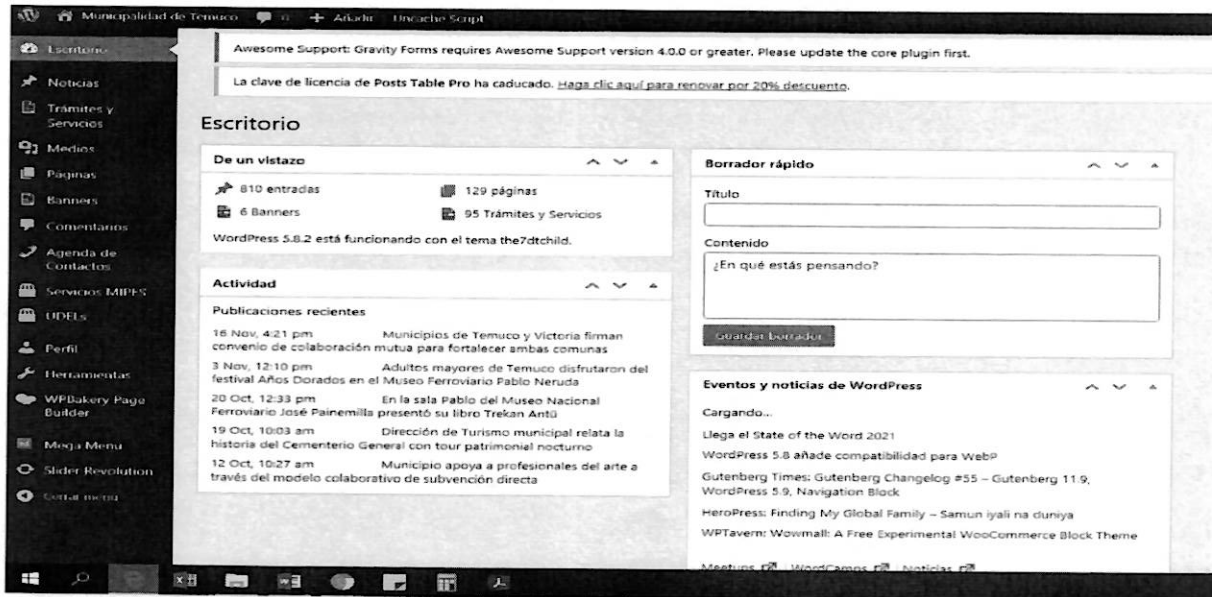 Municipalidad de Temuco 0 + Añadir Uncache Script
Escritorio
Noticias
Trámites y
Servicios
Medios
Páginas
Banners
Comentarios
Agenda de
Contactos
Servicios MIPES
UDELs
Perfil
Herramientas
WPBakery Page
Builder
Mega Menu
Slider Revolution
Cerrar menú
Awesome Support: Gravity Forms requires Awesome Support version 4.0.0 or greater. Please update the core plugin first.
La clave de licencia de Posts Table Pro ha caducado. Haga clic aquí para renovar por 20% descuento.
Escritorio
De un vistazo
810 entradas
129 páginas
6 Banners
95 Trámites y Servicios
WordPress 5.8.2 está funcionando con el tema the7dtchild.
Actividad
Publicaciones recientes
16 Nov, 4:21 pm Municipios de Temuco y Victoria firman
convenio de colaboración mutua para fortalecer ambas comunas
3 Nov, 12:10 pm Adultos mayores de Temuco disfrutaron del
festival Años Dorados en el Museo Ferroviario Pablo Neruda
20 Oct, 12:33 pm En la sala Pablo del Museo Nacional
Ferroviario José Painemilla presentó su libro Trekan Antü
19 Oct, 10:03 am Dirección de Turismo municipal relata la
historia del Cementerio General con tour patrimonial nocturno
12 Oct, 10:27 am Municipio apoya a profesionales del arte a
través del modelo colaborativo de subvención directa
Borrador rápido
Título
Contenido
¿En qué estás pensando?
Guardar borrador
Eventos y noticias de WordPress
Cargando...
Llega el State of the Word 2021
WordPress 5.8 añade compatibilidad para WebP
Gutenberg Times: Gutenberg Changelog #55 – Gutenberg 11.9,
WordPress 5.9, Navigation Block
HeroPress: Finding My Global Family – Samun iyali na duniya
WPTavern: Wowmall: A Free Experimental WooCommerce Block Theme
Meetups WordCamps Noticias